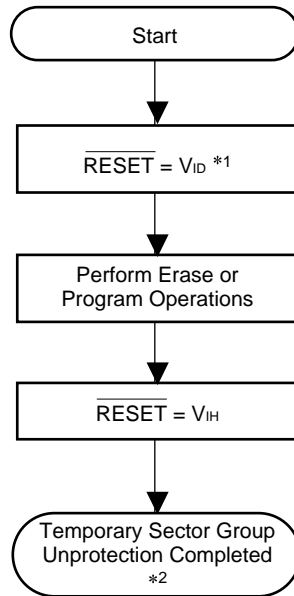 Start
RESET = VID *1
Perform Erase or
Program Operations
RESET = VIH
Temporary Sector Group
Unprotection Completed
*2